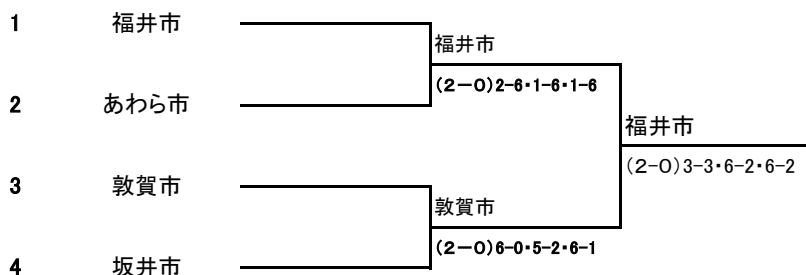 1 福井市
福井市
(2－0)2-6・1-6・1-6
2 あわら市
福井市
(2-0)3-3・6-2・6-2
3 敦賀市
敦賀市
(2－0)6-0・5-2・6-1
4 坂井市